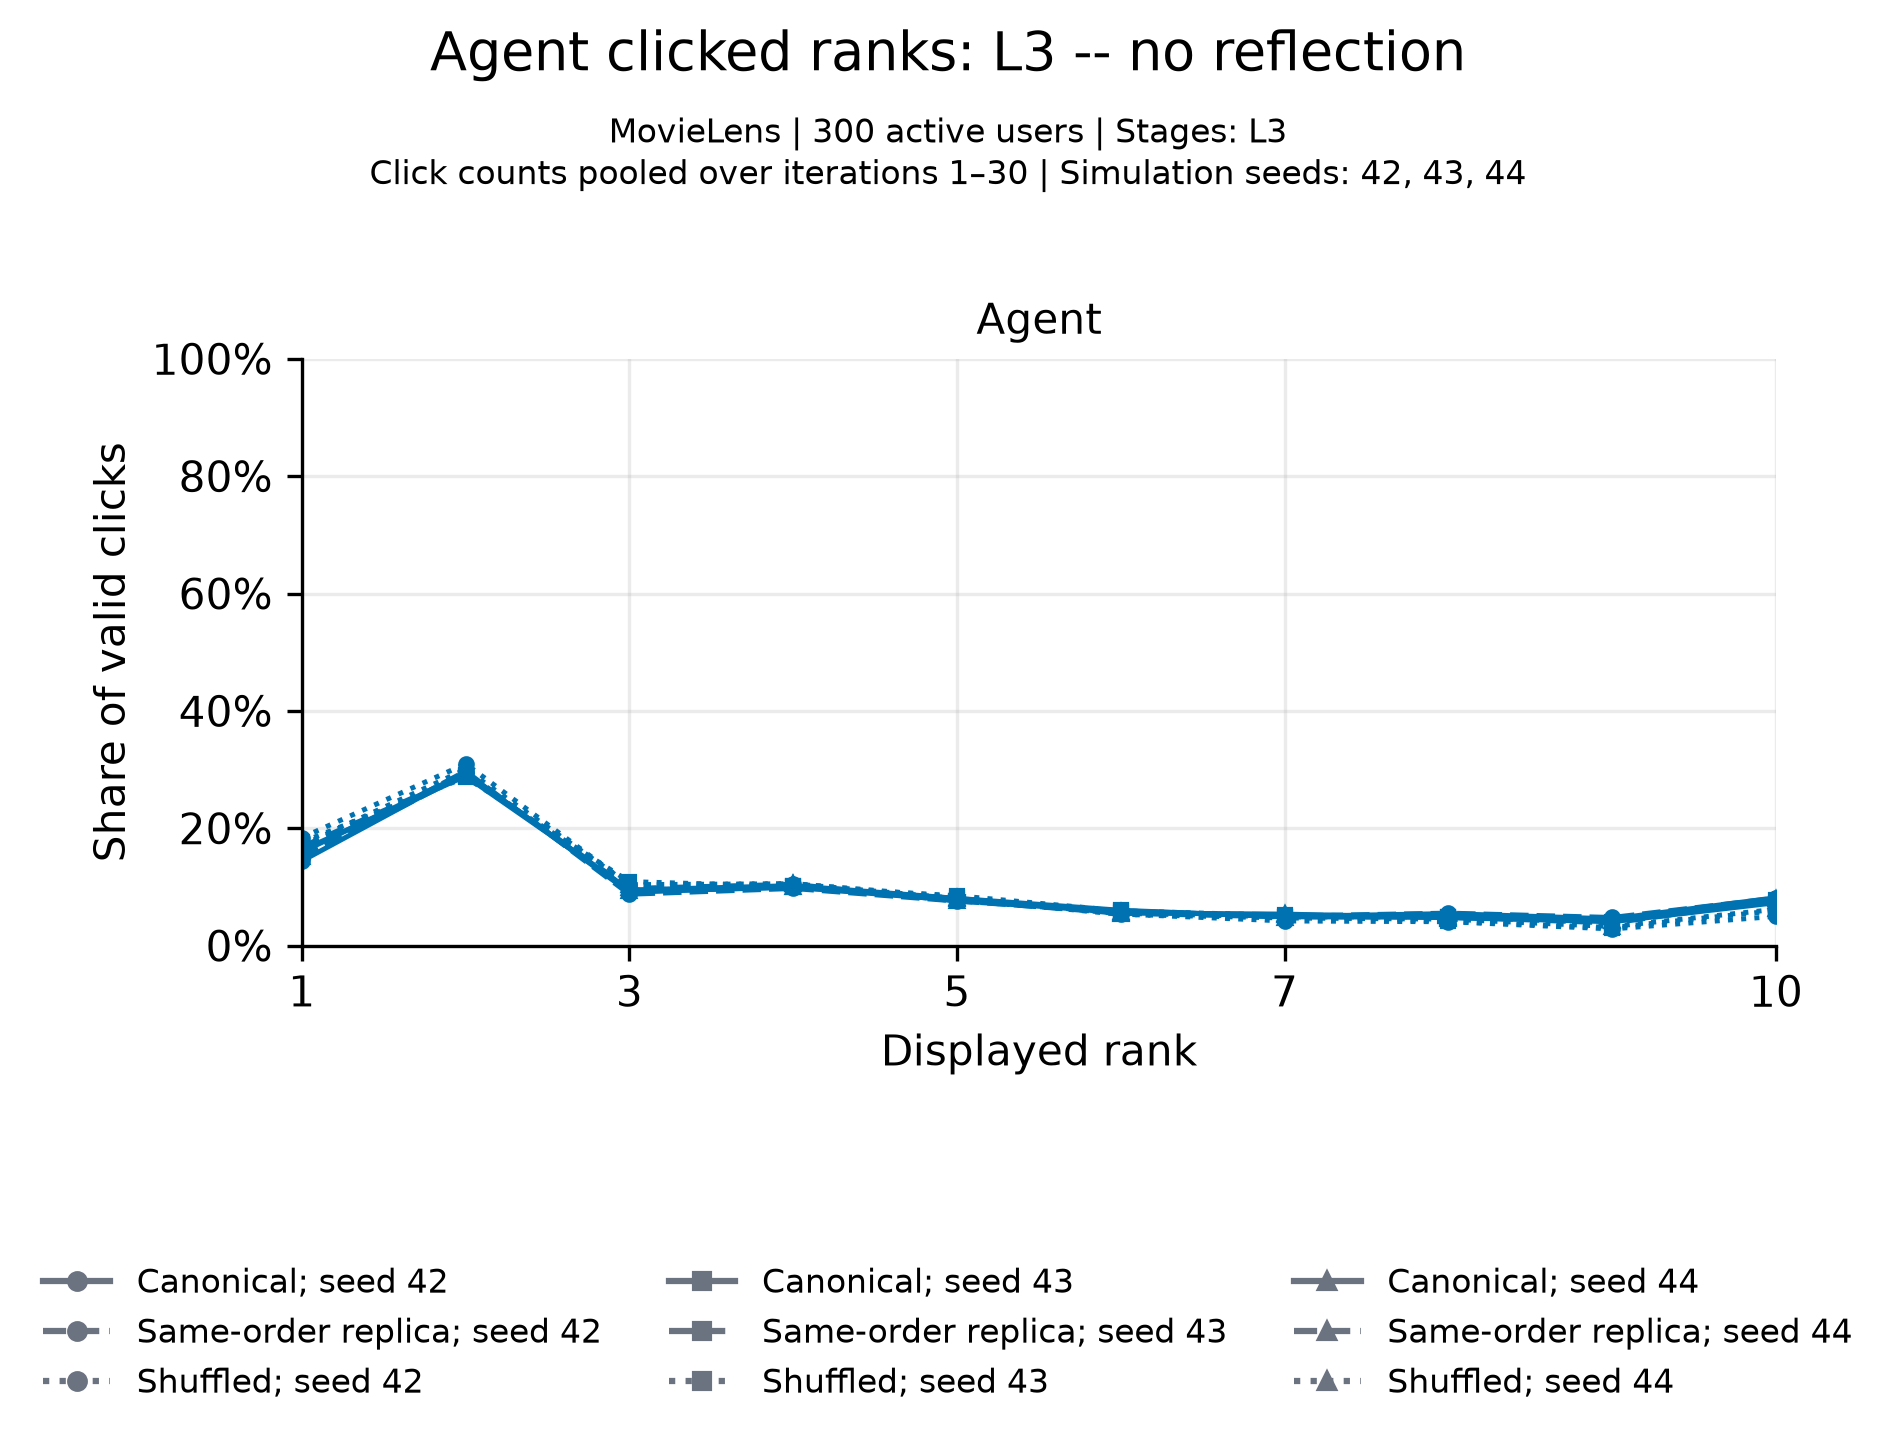 Agent clicked ranks: L3 -- no reflection
MovieLens | 300 active users | Stages: L3
Click counts pooled over iterations 1–30 | Simulation seeds: 42, 43, 44
Agent
100%
80%
60%
40%
20%
0%
Share of valid clicks
1 3 5 7 10
Displayed rank
Canonical; seed 42
Same-order replica; seed 42
Shuffled; seed 42
Canonical; seed 43
Same-order replica; seed 43
Shuffled; seed 43
Canonical; seed 44
Same-order replica; seed 44
Shuffled; seed 44